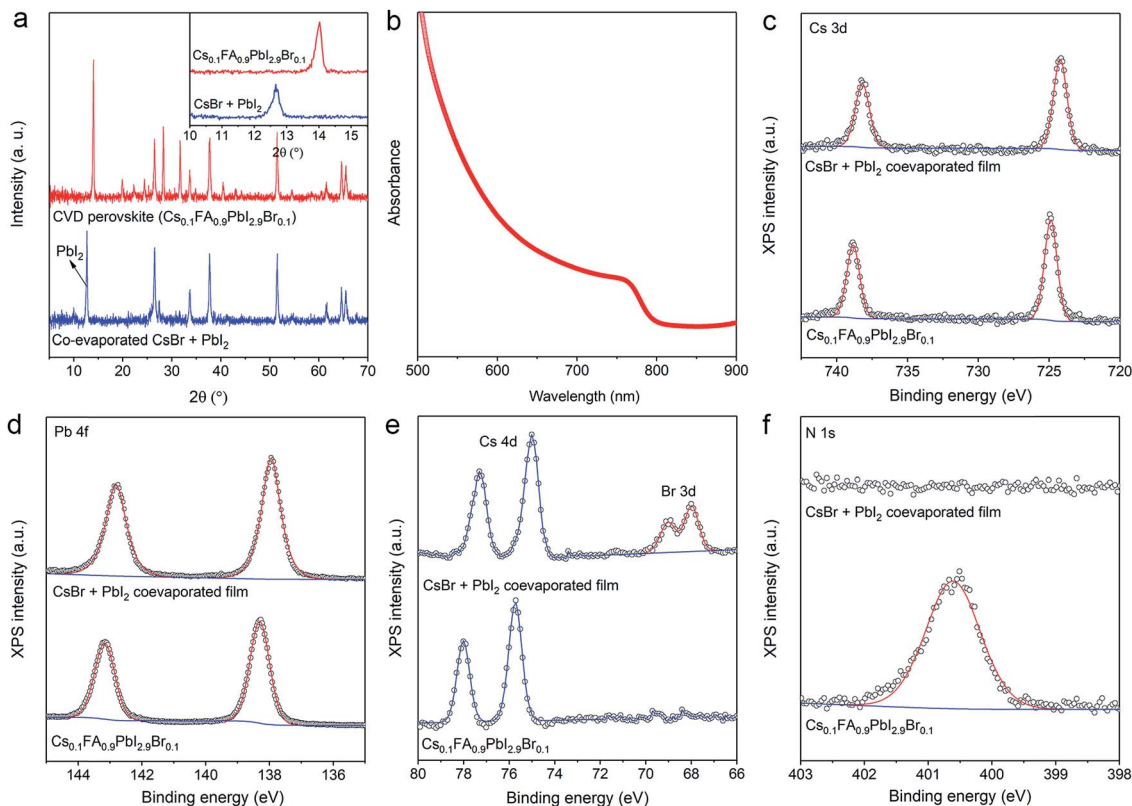 a
Intensity (a. u.)
Cs0.1FA0.9PbI2.9Br0.1
CsBr + PbI2
10 11 12 13 14 15
2θ (°)
CVD perovskite (Cs0.1FA0.9PbI2.9Br0.1)
PbI2
Co-evaporated CsBr + PbI2
10 20 30 40 50 60 70
2θ (°)
b
Absorbance
500 600 700 800 900
Wavelength (nm)
c
Cs 3d
XPS intensity (a.u.)
CsBr + PbI2 coevaporated film
Cs0.1FA0.9PbI2.9Br0.1
740 735 730 725 720
Binding energy (eV)
d
Pb 4f
XPS intensity (a.u.)
CsBr + PbI2 coevaporated film
Cs0.1FA0.9PbI2.9Br0.1
144 142 140 138 136
Binding energy (eV)
e
Cs 4d
Br 3d
XPS intensity (a.u.)
CsBr + PbI2 coevaporated film
Cs0.1FA0.9PbI2.9Br0.1
80 78 76 74 72 70 68 66
Binding energy (eV)
f
N 1s
XPS intensity (a.u.)
CsBr + PbI2 coevaporated film
Cs0.1FA0.9PbI2.9Br0.1
403 402 401 400 399 398
Binding energy (eV)